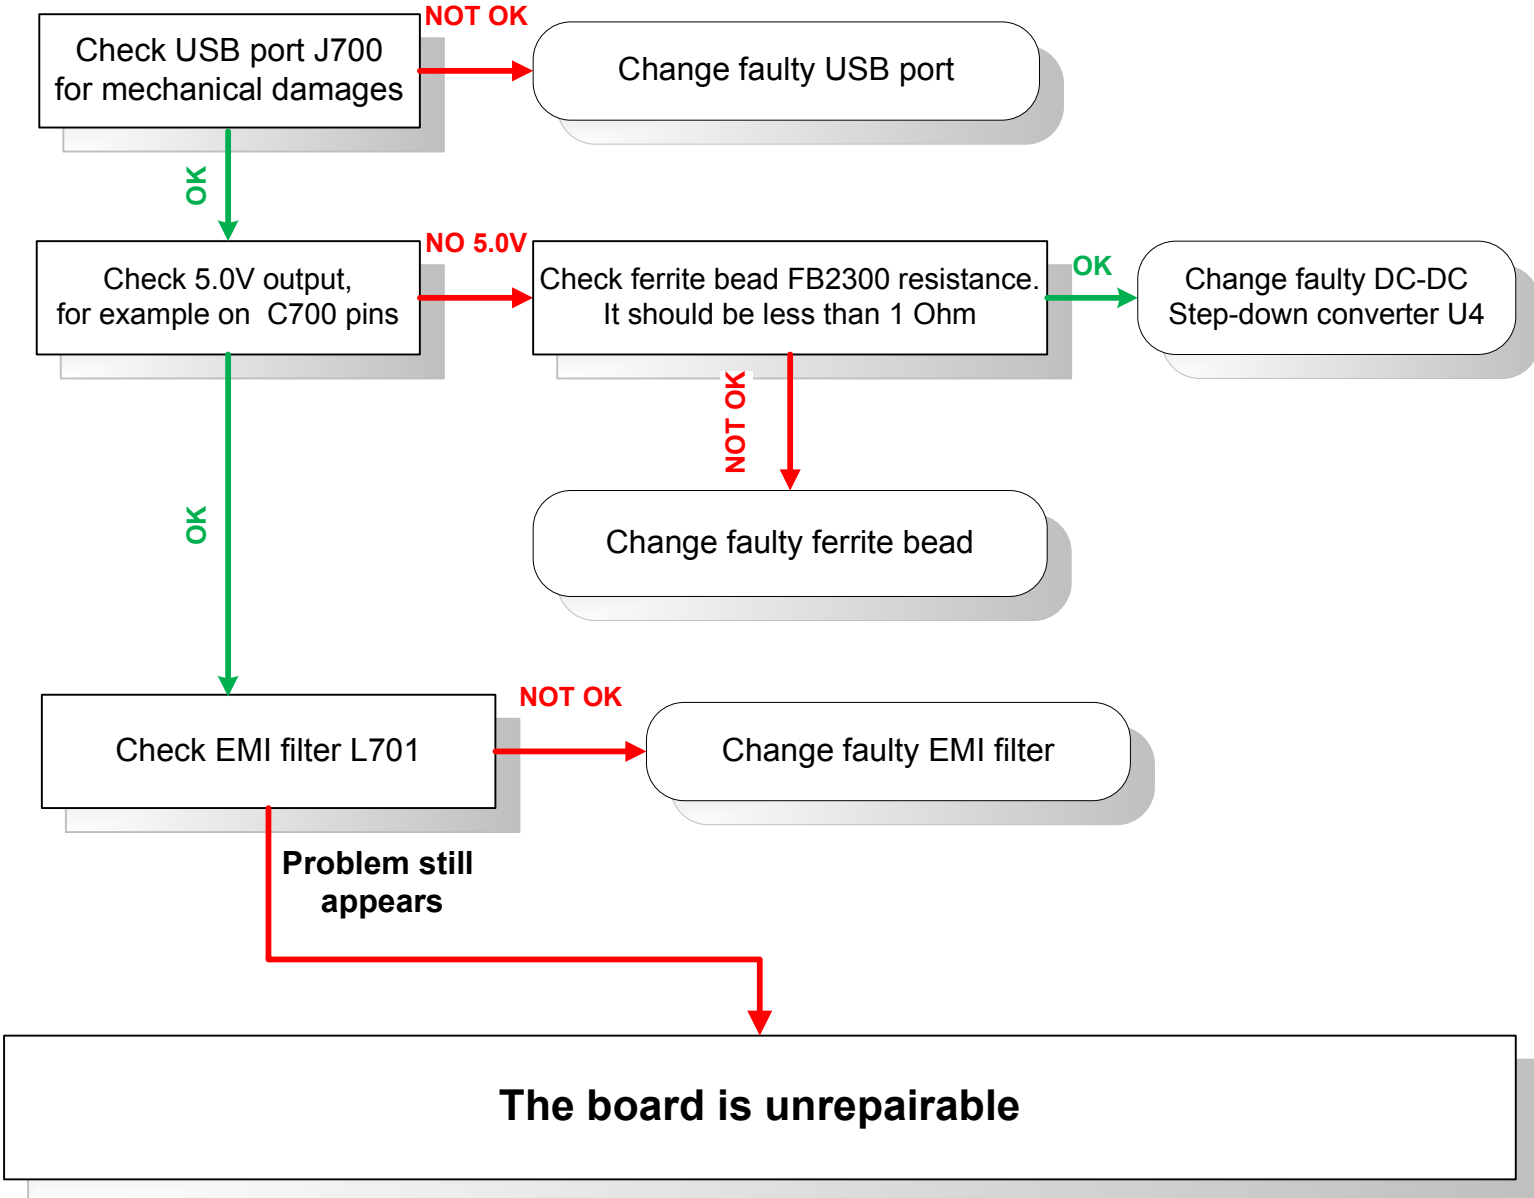 NOT OK
Check USB port J700
for mechanical damages
Change faulty USB port
OK
NO 5.0V
Check 5.0V output,
for example on C700 pins
Check ferrite bead FB2300 resistance.
It should be less than 1 Ohm
OK
Change faulty DC-DC
Step-down converter U4
NOT OK
Change faulty ferrite bead
OK
NOT OK
Check EMI filter L701
Change faulty EMI filter
Problem still
appears
The board is unrepairable